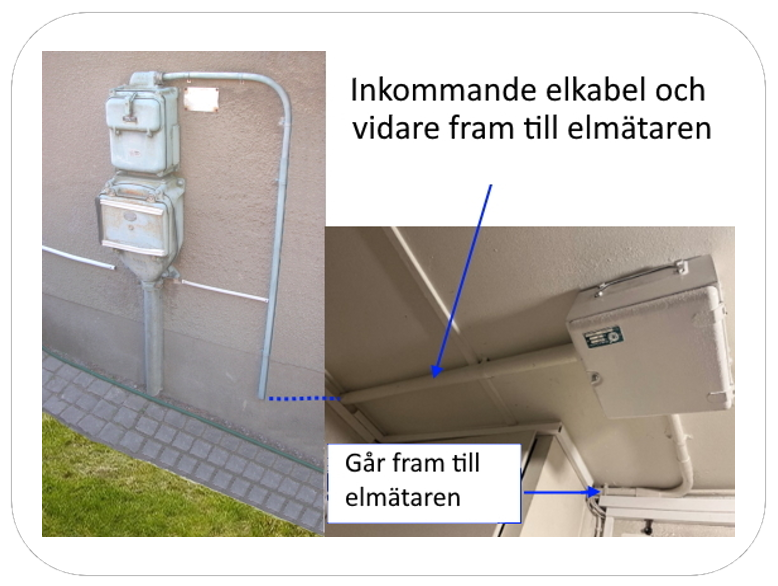 Inkommande elkabel och
vidare fram till elmätaren
Går fram till
elmätaren